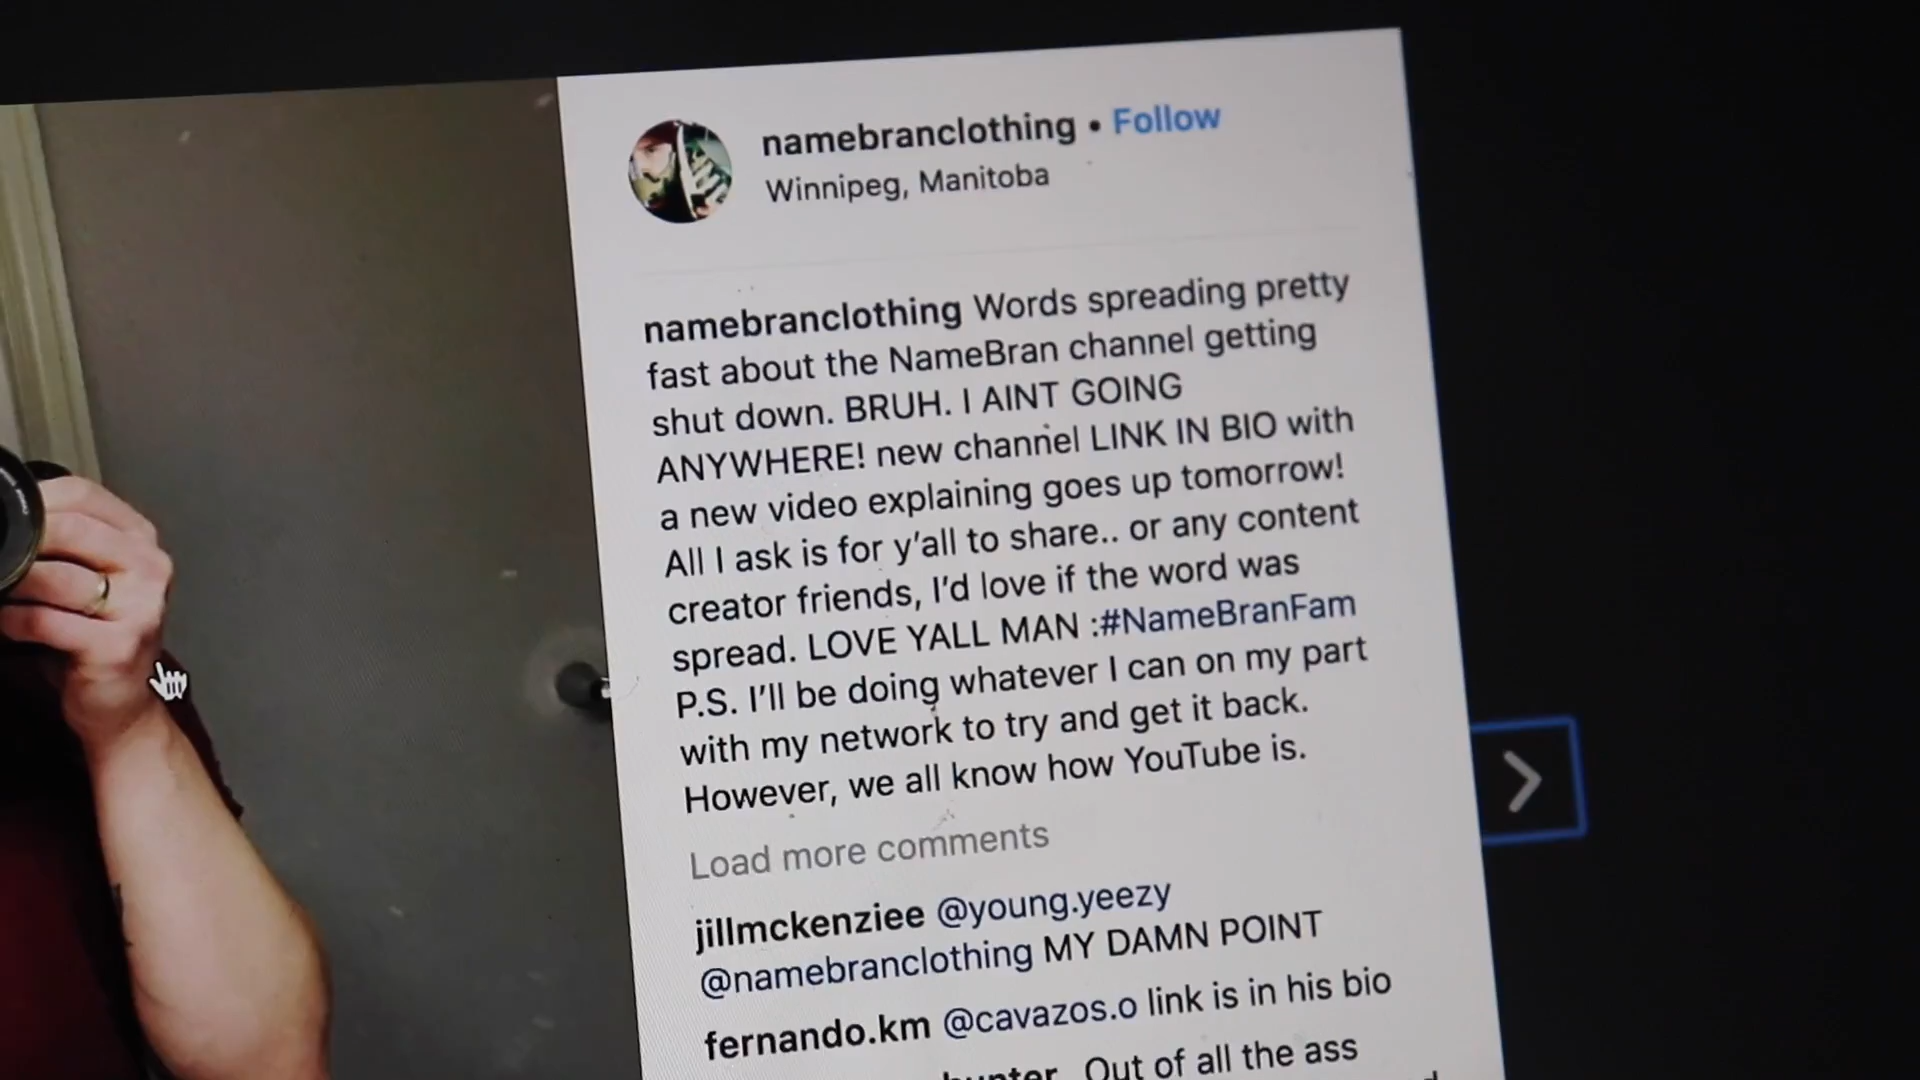 namebranclothing • Follow
Winnipeg, Manitoba
namebranclothing Words spreading pretty
fast about the NameBran channel getting
shut down. BRUH. I AINT GOING
ANYWHERE! new channel LINK IN BIO with
a new video explaining goes up tomorrow!
All I ask is for y'all to share.. or any content
creator friends, I'd love if the word was
spread. LOVE YALL MAN :#NameBranFam
P.S. I'll be doing whatever I can on my part
with my network to try and get it back.
However, we all know how YouTube is.
Load more comments
jillmckenziee @young.yeezy
@namebranclothing MY DAMN POINT
fernando.km @cavazos.o link is in his bio
Out of all the ass